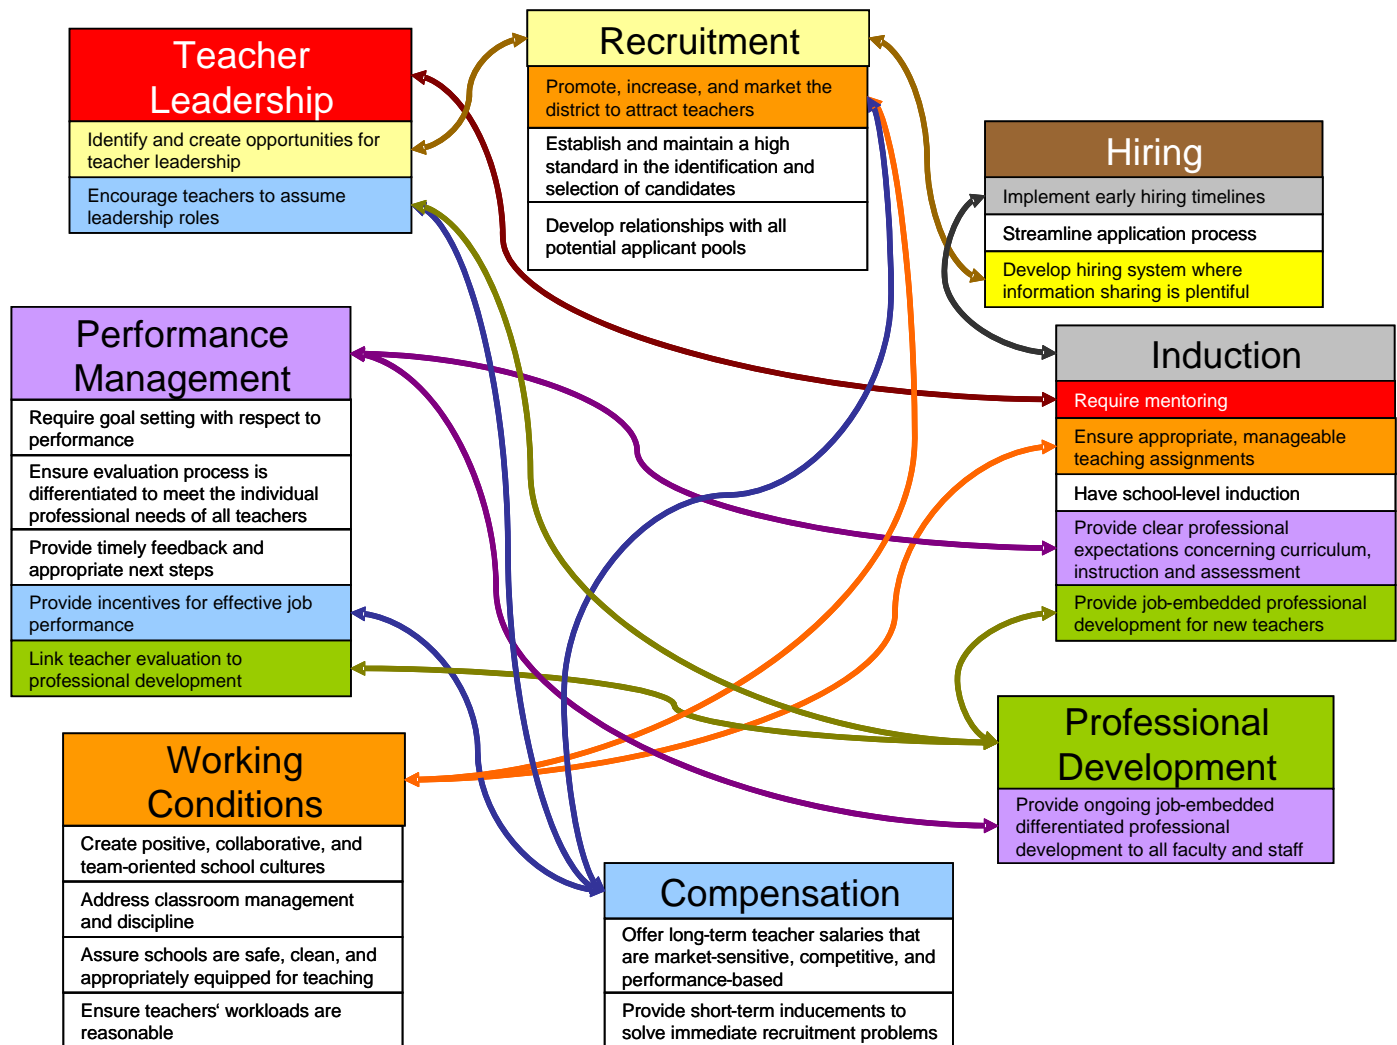 Teacher
Leadership
Identify and create opportunities for
teacher leadership
Encourage teachers to assume
leadership roles
Recruitment
Promote, increase, and market the
district to attract teachers
Establish and maintain a high
standard in the identification and
selection of candidates
Develop relationships with all
potential applicant pools
Hiring
Implement early hiring timelines
Streamline application process
Develop hiring system where
information sharing is plentiful
Performance
Management
Require goal setting with respect to
performance
Ensure evaluation process is
differentiated to meet the individual
professional needs of all teachers
Provide timely feedback and
appropriate next steps
Provide incentives for effective job
performance
Link teacher evaluation to
professional development
Induction
Require mentoring
Ensure appropriate, manageable
teaching assignments
Have school-level induction
Provide clear professional
expectations concerning curriculum,
instruction and assessment
Provide job-embedded professional
development for new teachers
Working
Conditions
Create positive, collaborative, and
team-oriented school cultures
Address classroom management
and discipline
Assure schools are safe, clean, and
appropriately equipped for teaching
Ensure teachers‘ workloads are
reasonable
Compensation
Offer long-term teacher salaries that
are market-sensitive, competitive, and
performance-based
Provide short-term inducements to
solve immediate recruitment problems
Professional
Development
Provide ongoing job-embedded
differentiated professional
development to all faculty and staff